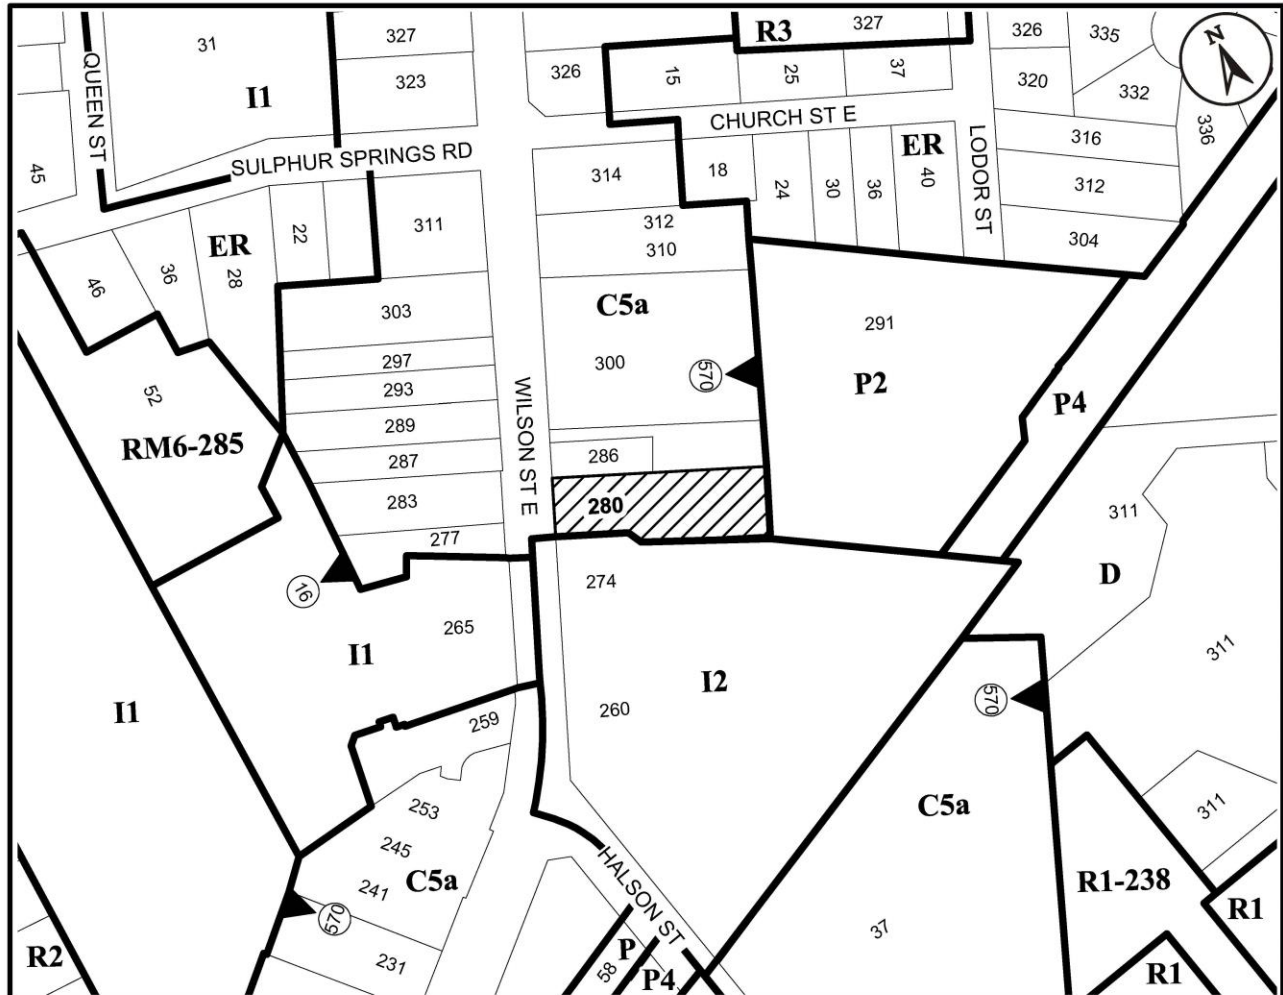 31
327
R3
327
326
335
N
QUEEN ST
I1
323
326
15
25
37
320
332
336
CHURCH ST E
45
SULPHUR SPRINGS RD
314
18
24
30
36
ER
40
LODOR ST
316
312
304
ER
22
311
312
310
46
36
28
303
C5a
291
297
300
570
P2
P4
52
293
RM6-285
289
WILSON ST E
287
286
283
280
277
311
D
16
274
265
I1
I2
311
I1
260
570
259
253
C5a
311
245
241
C5a
HALSON ST
R1-238
570
37
R1
R2
231
58
P
P4
R1